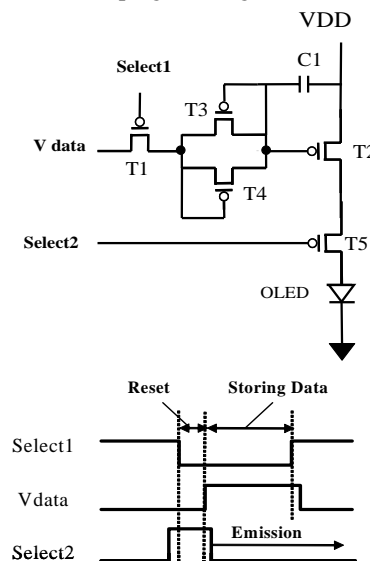 VDD
C1
Select1
T3
V data
T1
T2
T4
Select2
T5
OLED
Reset
Storing Data
Select1
Vdata
Emission
Select2